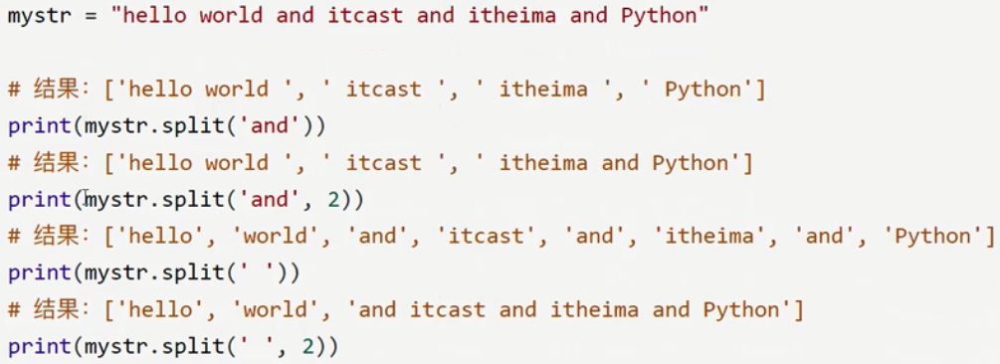 mystr = "hello world and itcast and itheima and Python"
# 结果：['hello world ', ' itcast ', ' itheima ', ' Python']
print(mystr.split('and'))
# 结果：['hello world ', ' itcast ', ' itheima and Python']
print(mystr.split('and', 2))
# 结果：['hello', 'world', 'and', 'itcast', 'and', 'itheima', 'and', 'Python']
print(mystr.split(' '))
# 结果：['hello', 'world', 'and itcast and itheima and Python']
print(mystr.split(' ', 2))